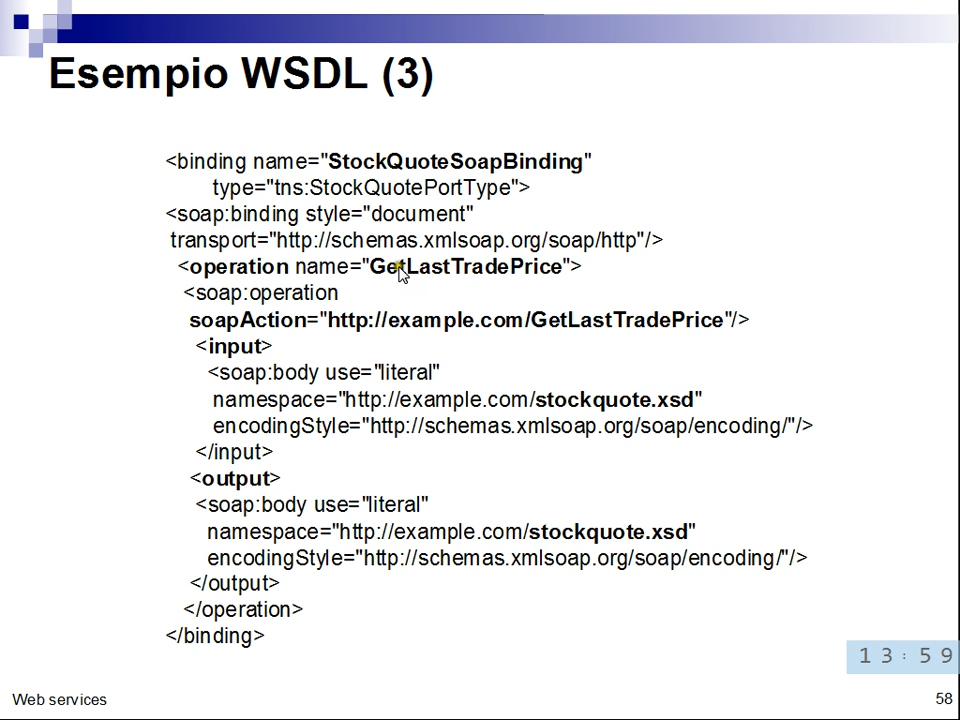 Esempio WSDL (3)
<binding name="StockQuoteSoapBinding"
type="tns:StockQuotePortType">
<soap:binding style="document"
transport="http://schemas.xmlsoap.org/soap/http"/>
<operation name="GetLastTradePrice">
<soap:operation
soapAction="http://example.com/GetLastTradePrice"/>
<input>
<soap:body use="literal"
namespace="http://example.com/stockquote.xsd"
encodingStyle="http://schemas.xmlsoap.org/soap/encoding/"/>
</input>
<output>
<soap:body use="literal"
namespace="http://example.com/stockquote.xsd"
encodingStyle="http://schemas.xmlsoap.org/soap/encoding/"/>
</output>
</operation>
</binding>
13:59
Web services
58